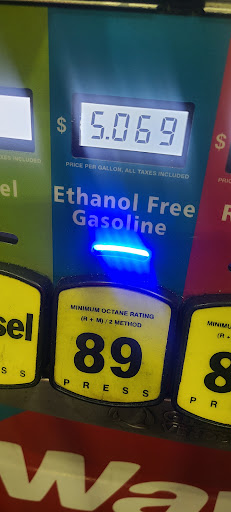 $ 5.069 $
PRICE PER GALLON, ALL TAXES INCLUDED
Ethanol Free
Gasoline
MINIMUM OCTANE RATING
(R + M) / 2 METHOD
89
PRESS
sel
Wa